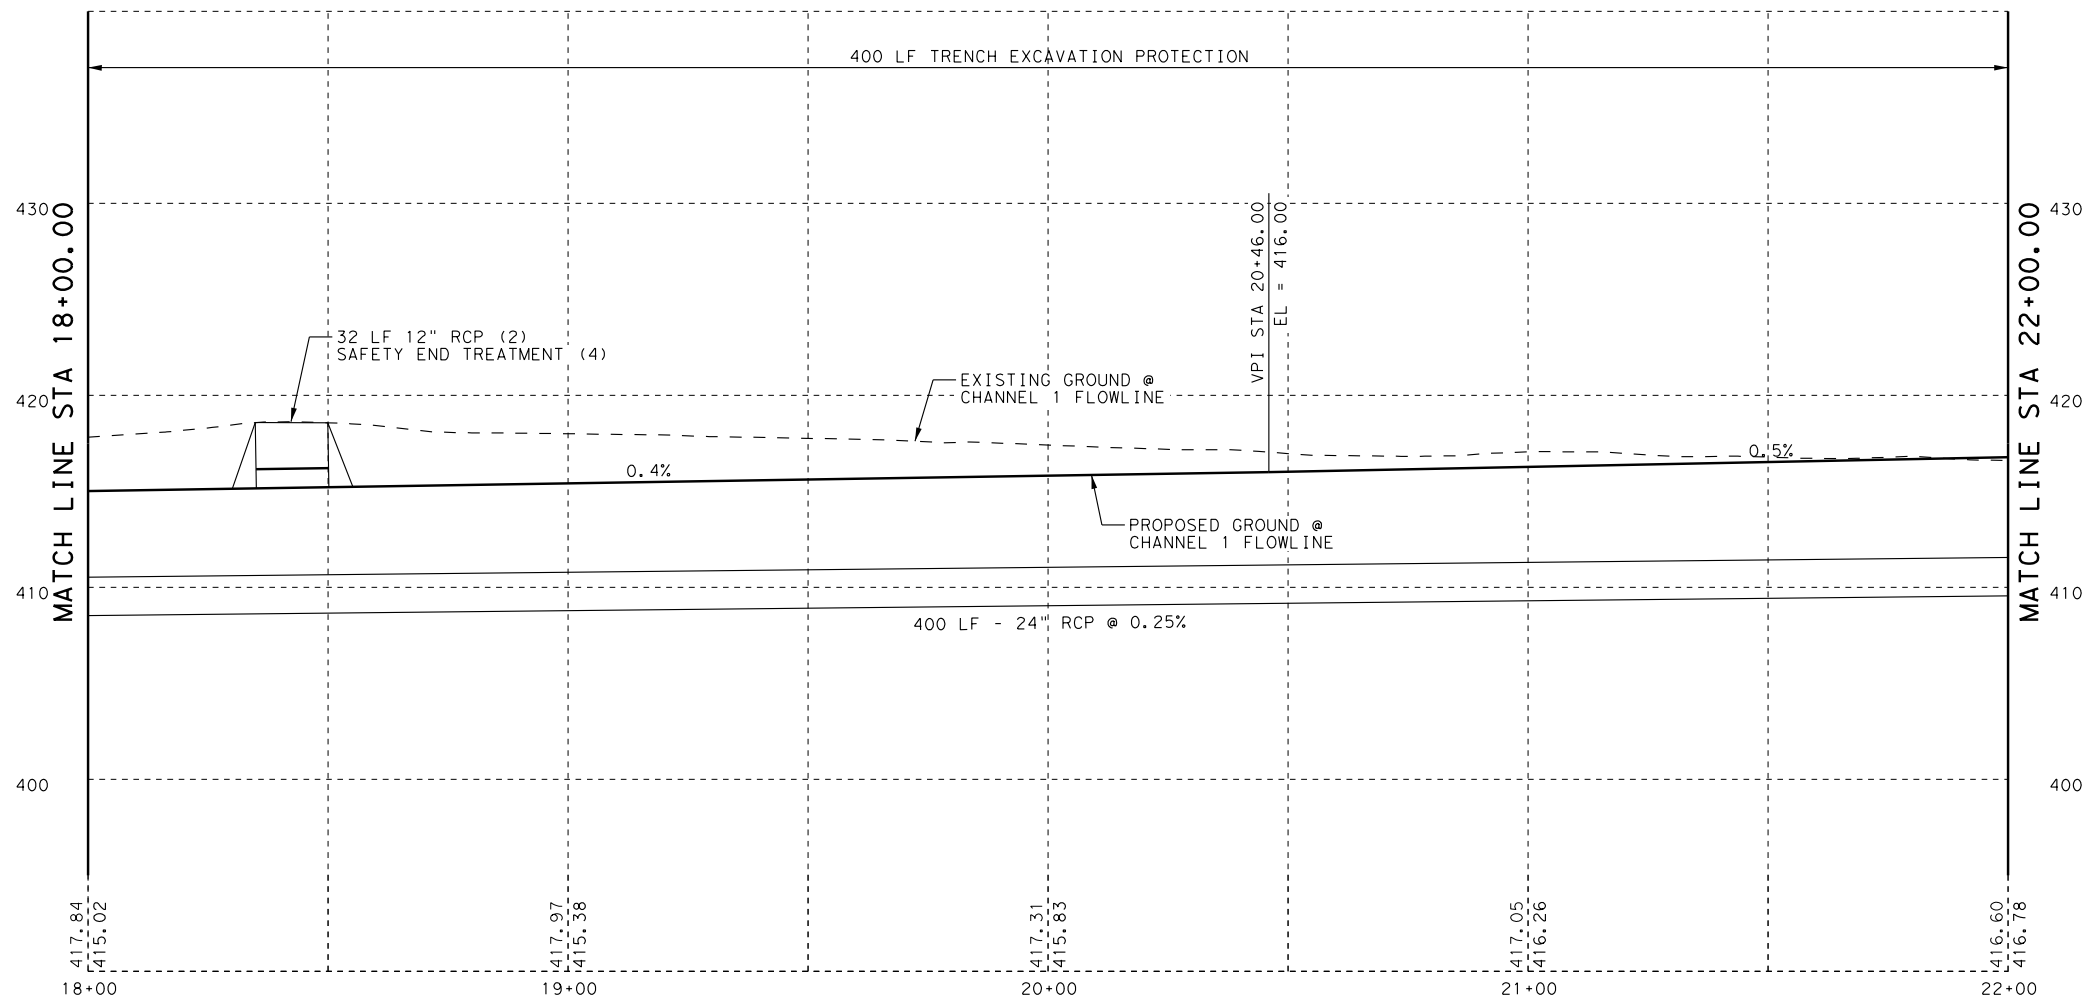 400 LF TRENCH EXCAVATION PROTECTION
430
430
MATCH LINE STA 18+00.00
MATCH LINE STA 22+00.00
VPI STA 20+46.00
EL = 416.00
32 LF 12" RCP (2)
SAFETY END TREATMENT (4)
EXISTING GROUND @
CHANNEL 1 FLOWLINE
420
420
0.4%
0.5%
PROPOSED GROUND @
CHANNEL 1 FLOWLINE
410
410
400 LF - 24" RCP @ 0.25%
400
400
417.84
415.02
417.97
415.38
417.31
415.83
417.05
416.26
416.60
416.78
18+00
19+00
20+00
21+00
22+00